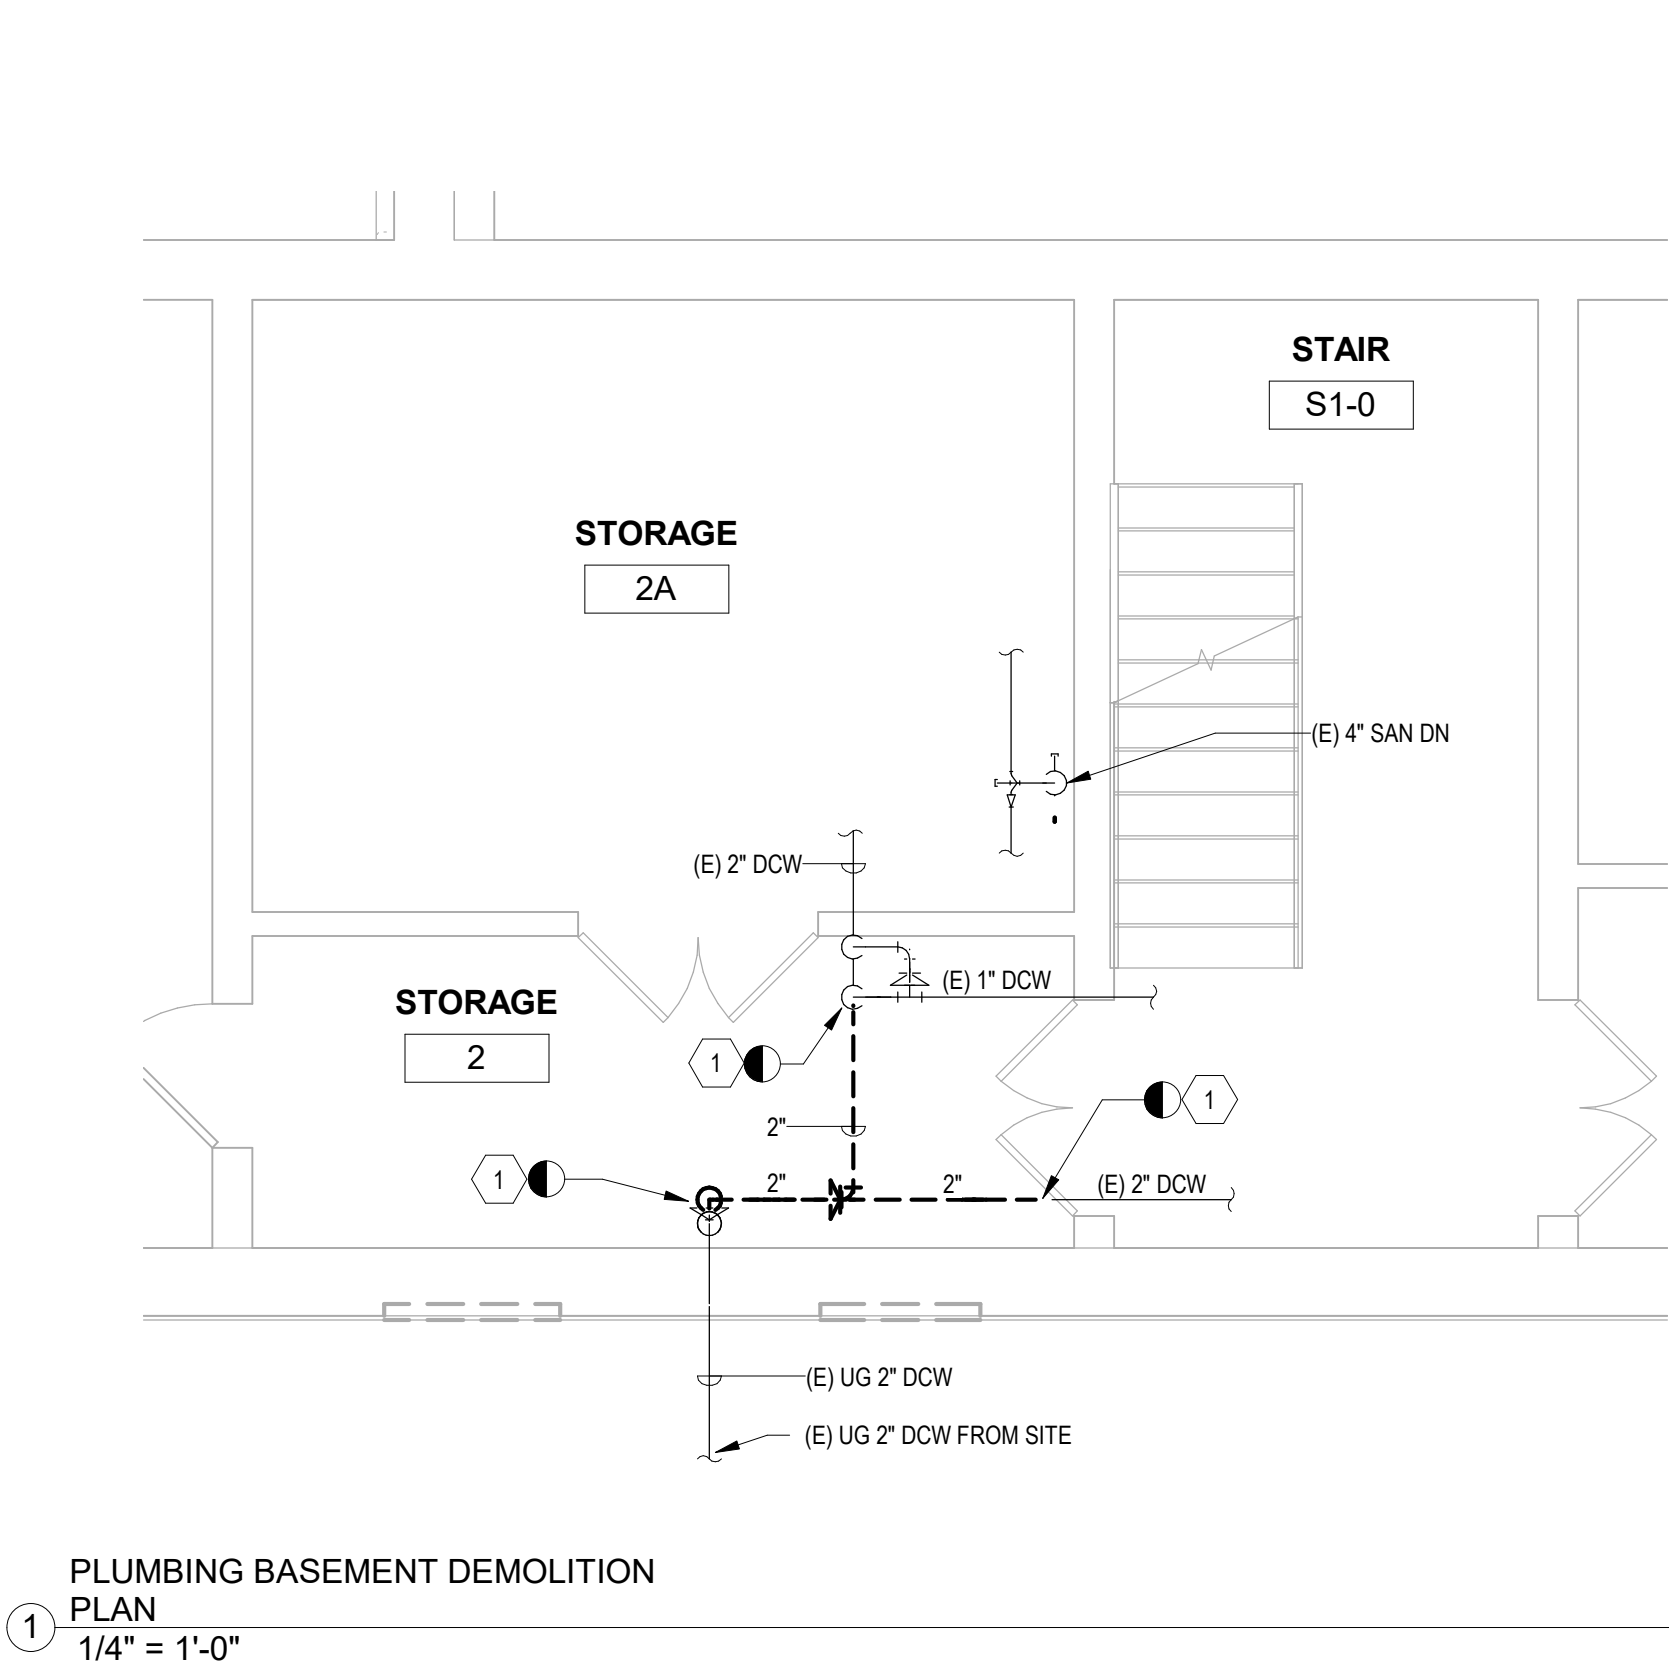 STAIR
S1-0
STORAGE
2A
(E) 4" SAN DN
(E) 2" DCW
(E) 1" DCW
STORAGE
2
1
1
2"
1
2"
2"
(E) 2" DCW
(E) UG 2" DCW
(E) UG 2" DCW FROM SITE
PLUMBING BASEMENT DEMOLITION
PLAN
1
1/4" = 1'-0"